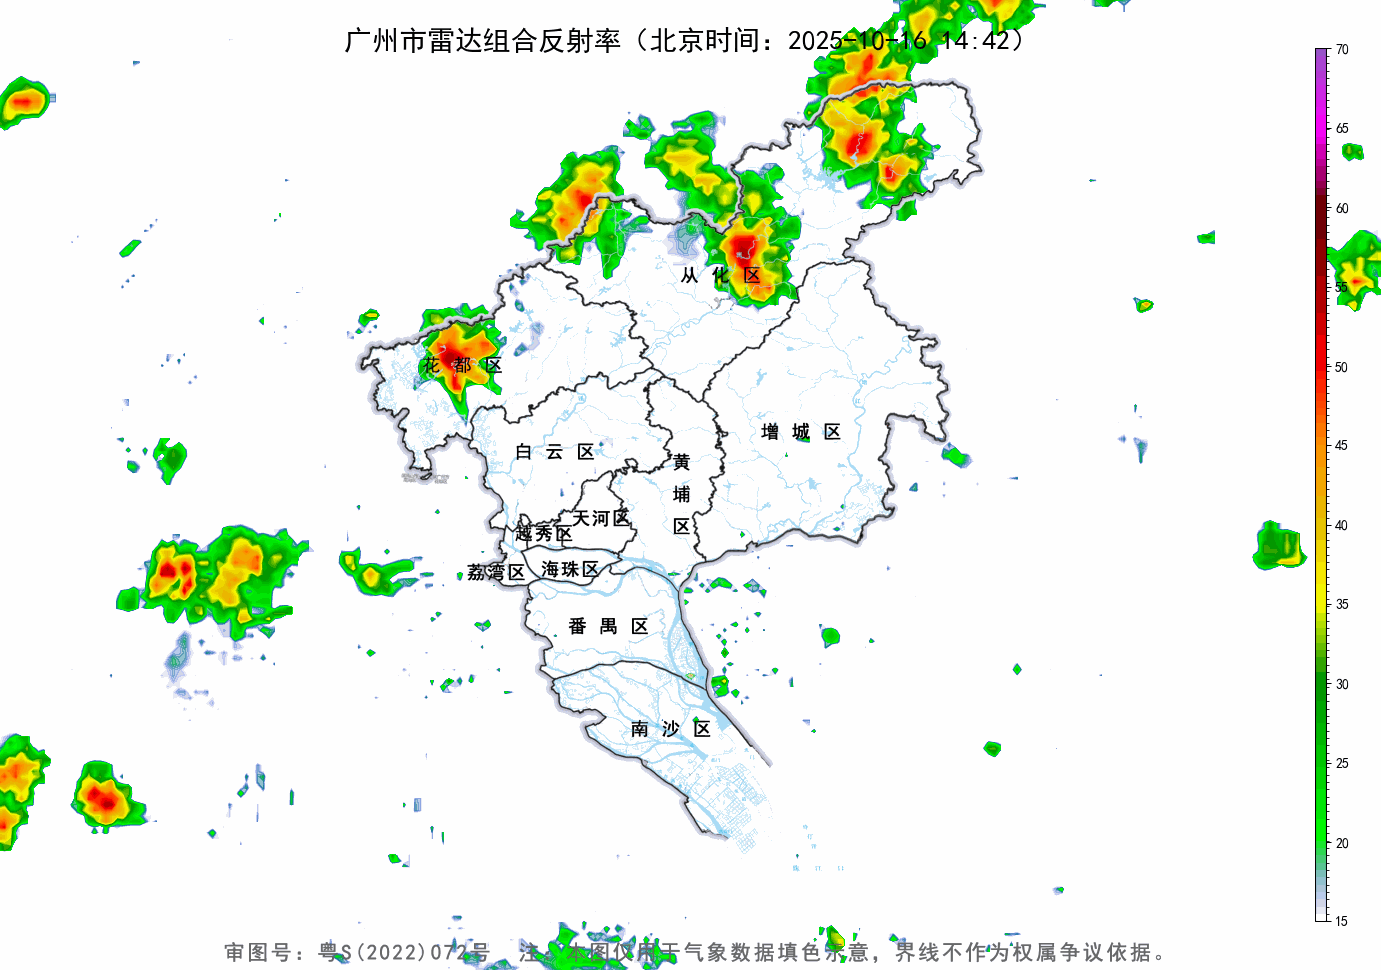 广州市雷达组合反射率（北京时间：2025-10-16 14:42）
70
65
60
55
50
45
40
35
30
25
20
15
从化区
花都区
增城区
白云区
黄埔区
天河区
越秀区
荔湾区
海珠区
番禺区
南沙区
审图号：粤S(2022)072号 注：本图仅用于气象数据填色示意，界线不作为权属争议依据。